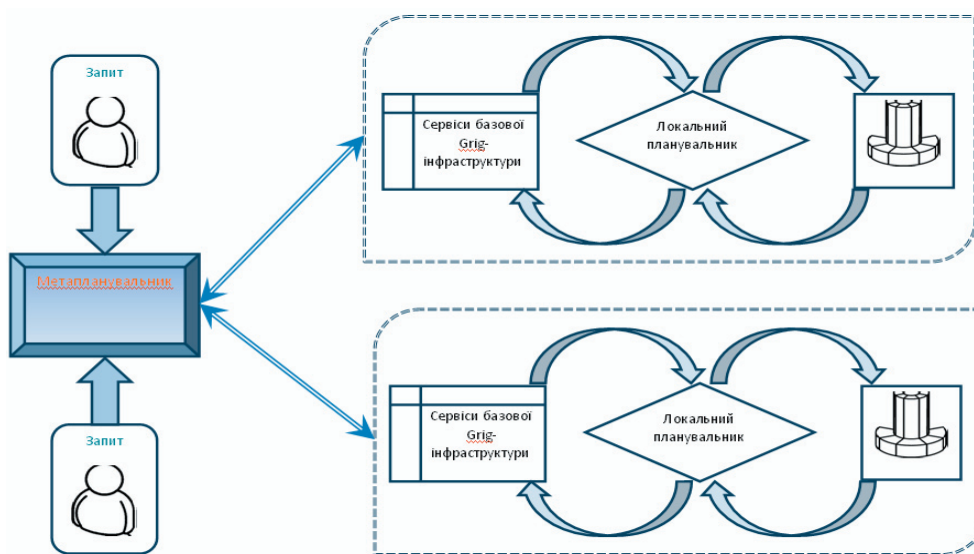 Запит
Метапланувальник
Запит
Сервіси базової
Grig-
інфраструктури
Локальний
планувальник
Сервіси базової
Grig-
інфраструктури
Локальний
планувальник